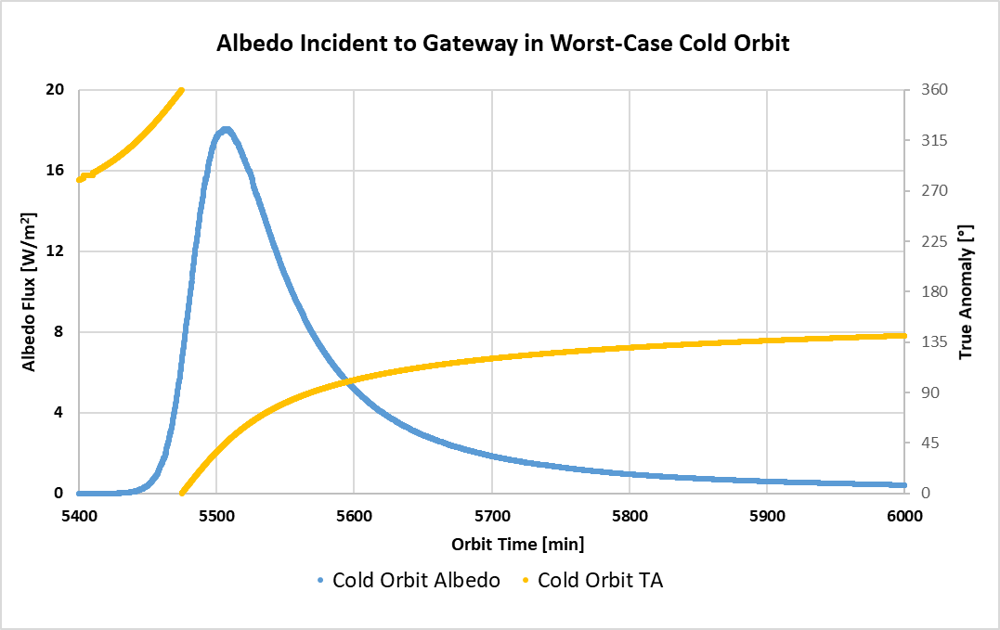 Albedo Incident to Gateway in Worst-Case Cold Orbit
20
16
12
8
4
0
Albedo Flux [W/m²]
360
315
270
225
180
135
90
45
0
True Anomaly [°]
5400 5500 5600 5700 5800 5900 6000
Orbit Time [min]
Cold Orbit Albedo Cold Orbit TA